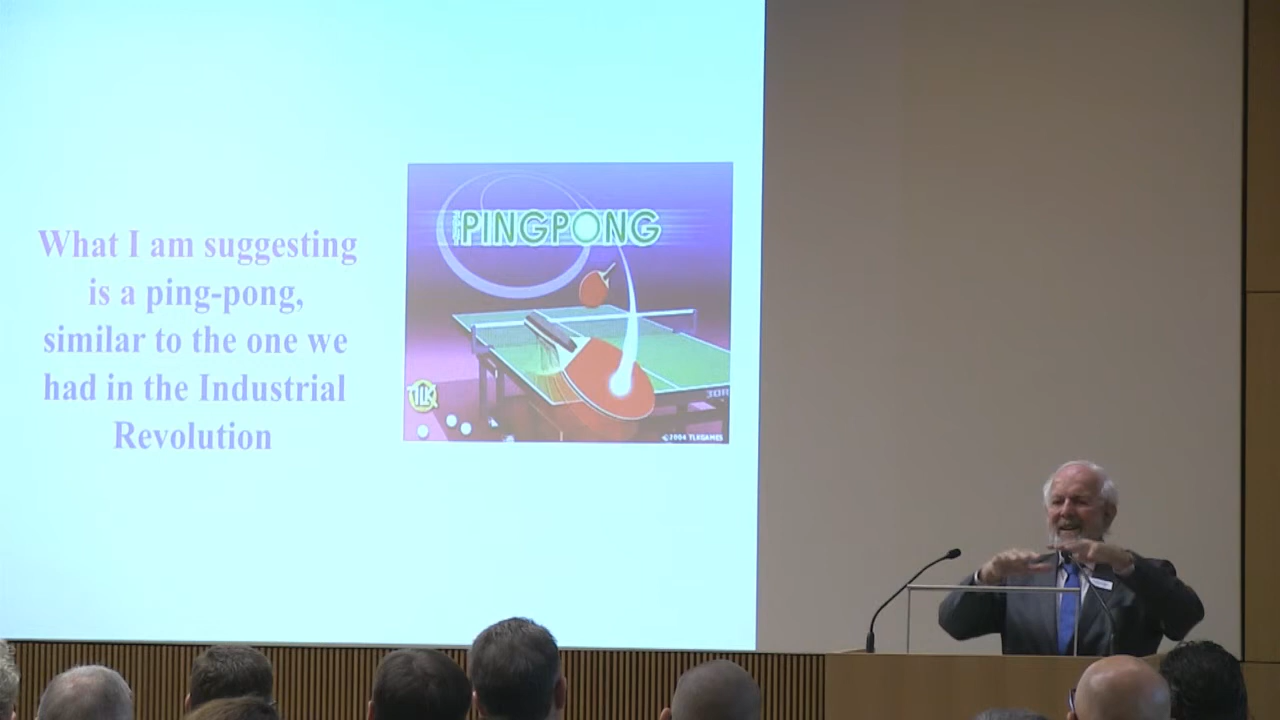 What I am suggesting
is a ping-pong,
similar to the one we
had in the Industrial
Revolution
PINGPONG
TLK
©2004 TLKGAMES